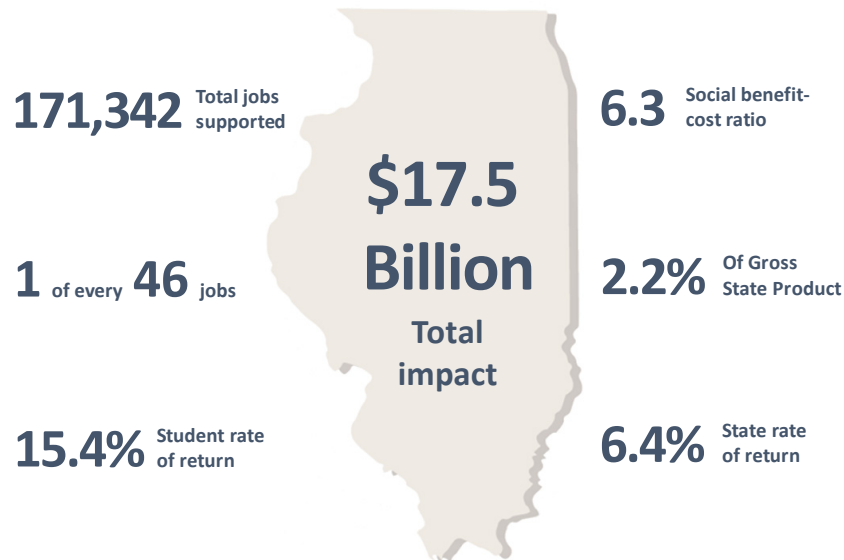 171,342 Total jobs
supported
1 of every 46 jobs
15.4% Student rate
of return
$17.5
Billion
Total
impact
6.3 Social benefit-
cost ratio
2.2% Of Gross
State Product
6.4% State rate
of return